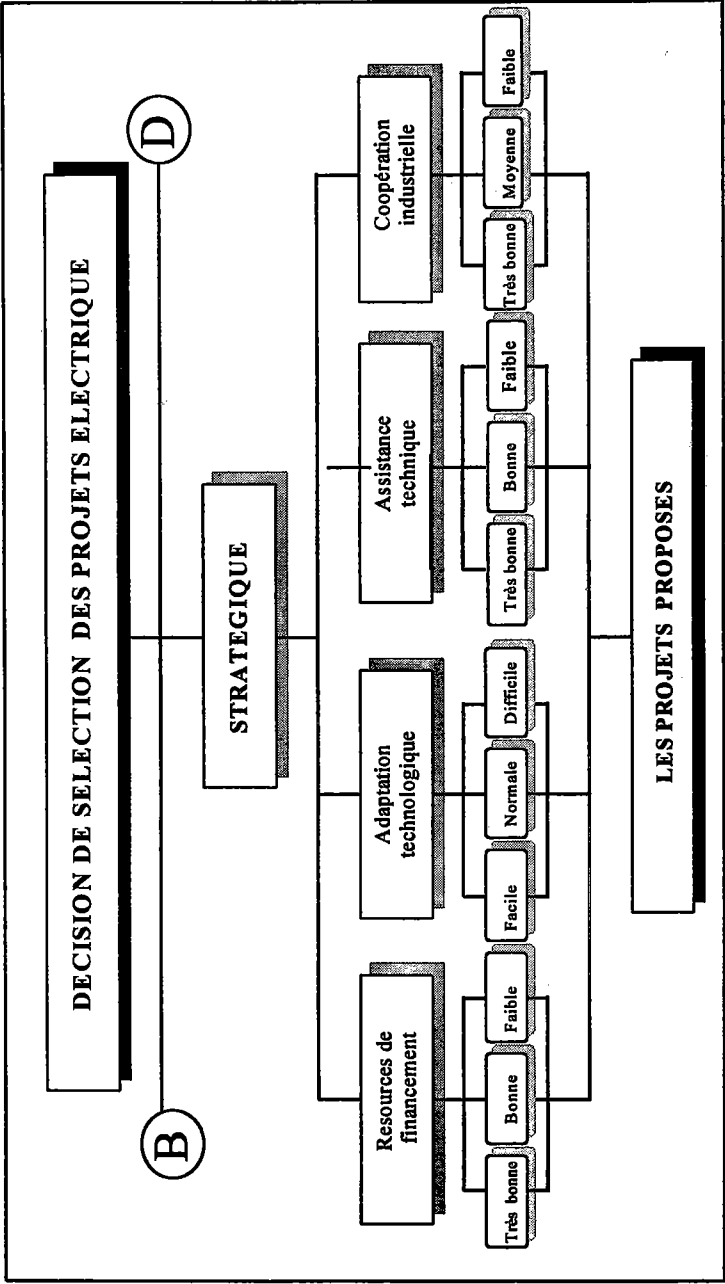 DECISION DE SELECTION DES PROJETS ELECTRIQUE
B
D
STRATEGIQUE
Resources de
financement
Adaptation
technologique
Assistance
technique
Coopération
industrielle
Très bonne
Bonne
Faible
Facile
Normale
Difficile
Très bonne
Bonne
Faible
Très bonne
Moyenne
Faible
LES PROJETS PROPOSES